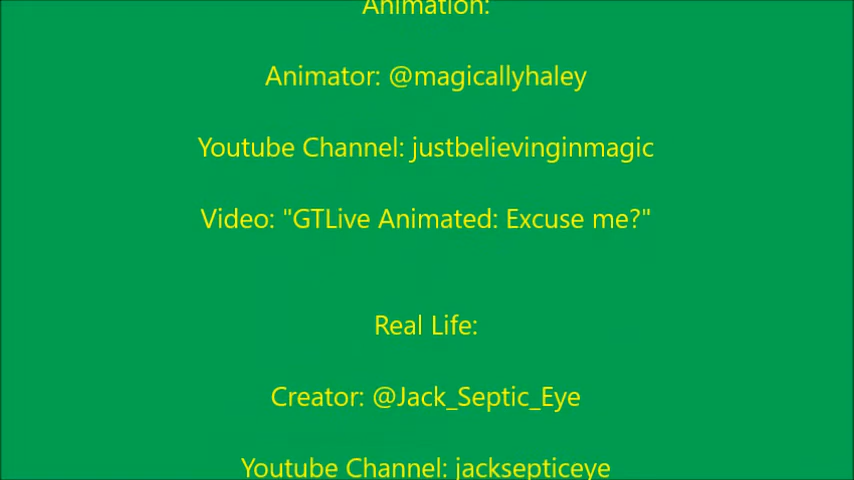 Animation:
Animator: @magicallyhaley
Youtube Channel: justbelievinginmagic
Video: "GTLive Animated: Excuse me?"
Real Life:
Creator: @Jack_Septic_Eye
Youtube Channel: jacksepticeye